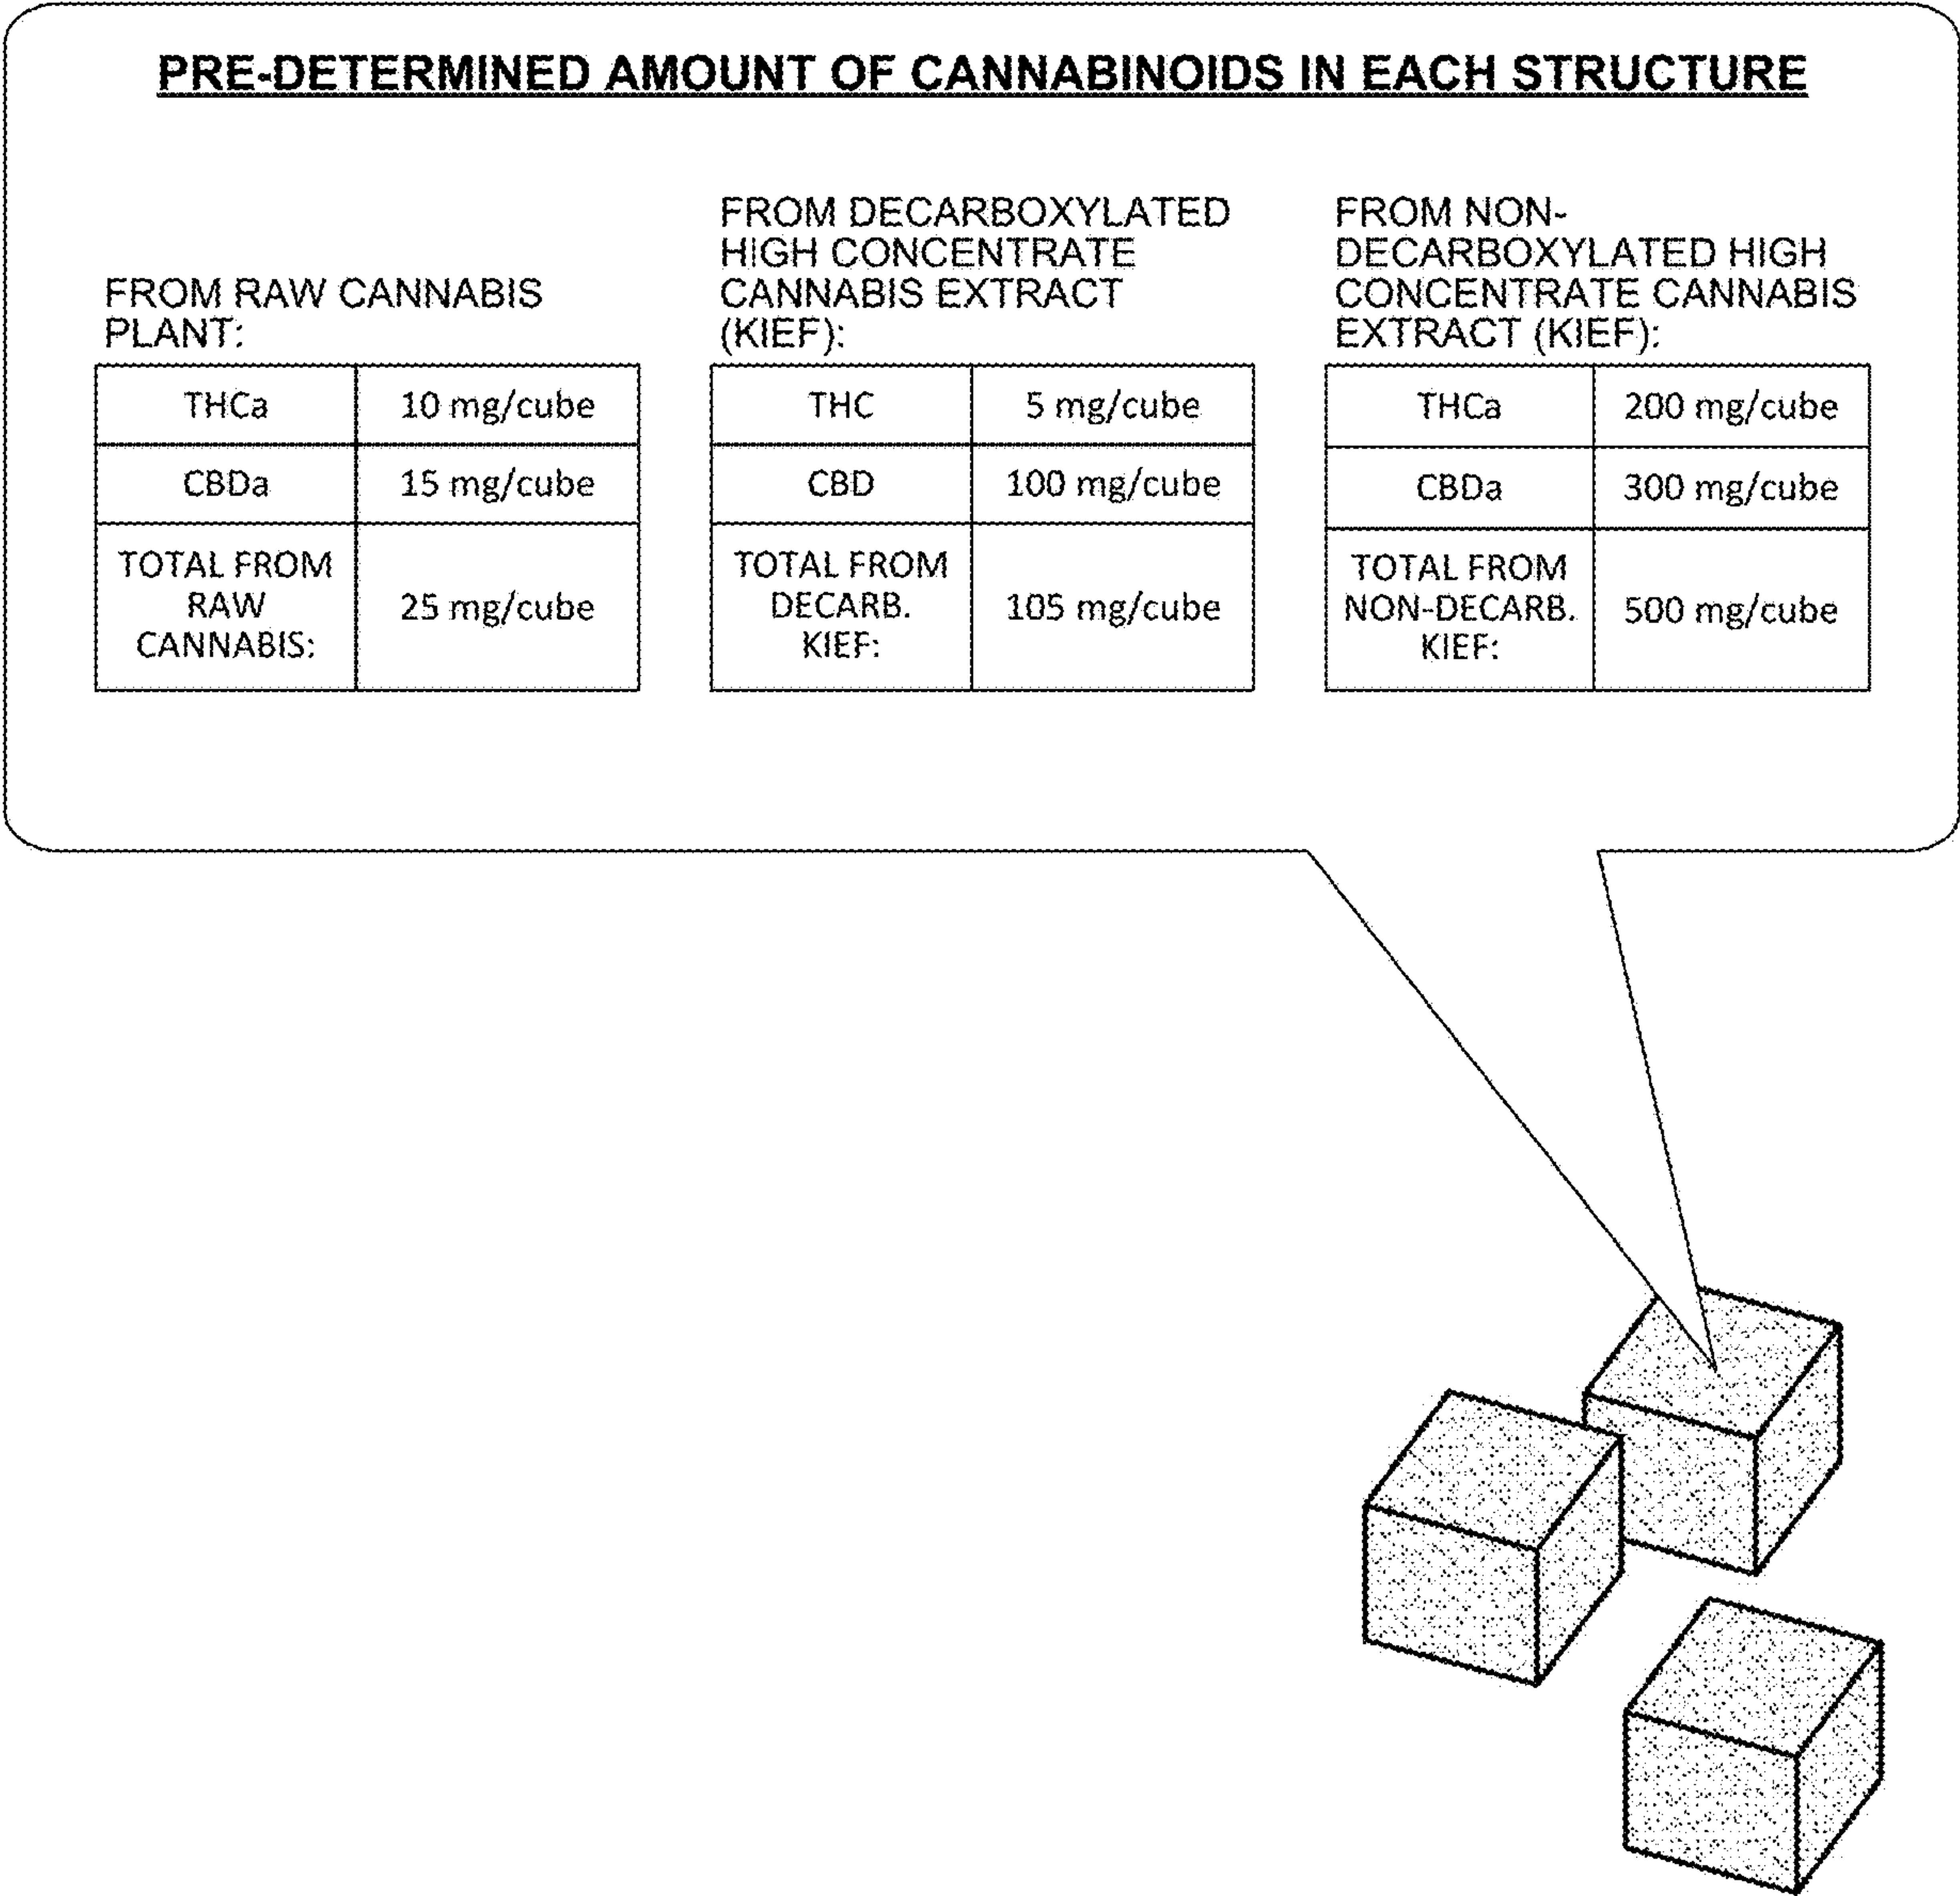 PRE-DETERMINED AMOUNT OF CANNABINOIDS IN EACH STRUCTURE
FROM RAW CANNABIS
PLANT:
THCa 10 mg/cube
CBDa 15 mg/cube
TOTAL FROM
RAW
CANNABIS:
25 mg/cube
FROM DECARBOXYLATED
HIGH CONCENTRATE
CANNABIS EXTRACT
(KIEF):
THC 5 mg/cube
CBD 100 mg/cube
TOTAL FROM
DECARB.
KIEF:
105 mg/cube
FROM NON-
DECARBOXYLATED HIGH
CONCENTRATE CANNABIS
EXTRACT (KIEF):
THCa 200 mg/cube
CBDa 300 mg/cube
TOTAL FROM
NON-DECARB.
KIEF:
500 mg/cube